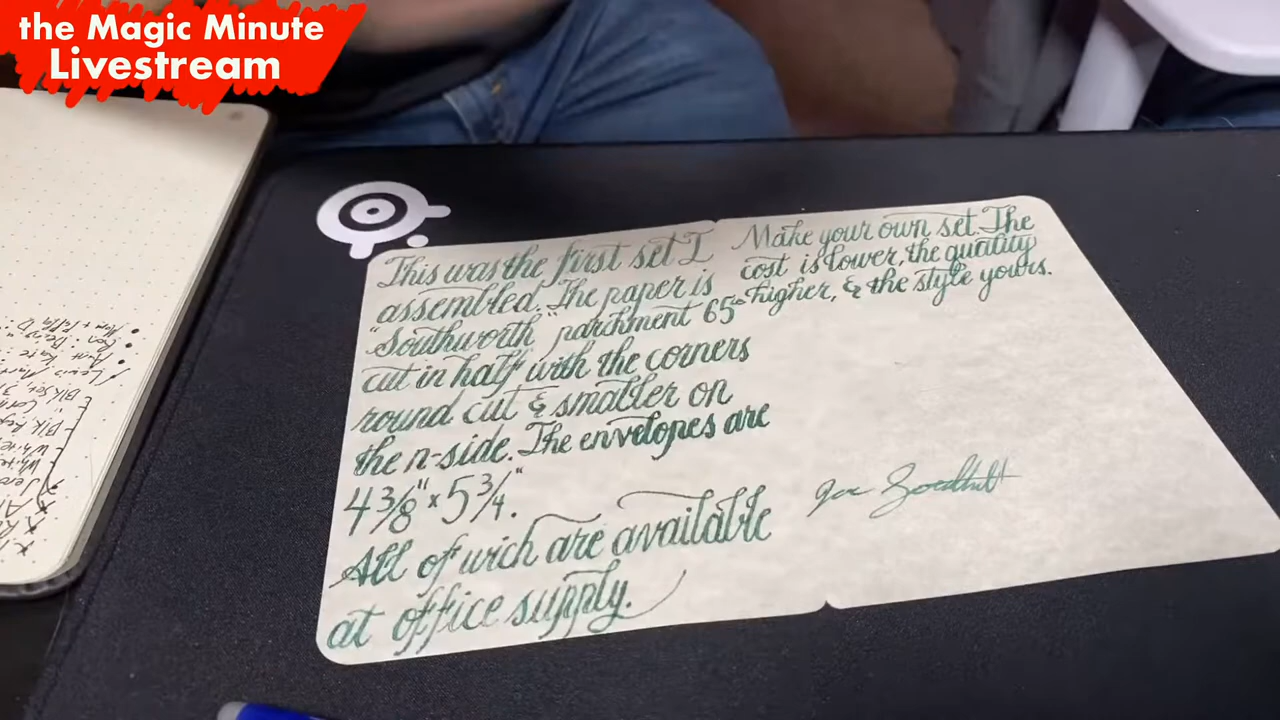 the Magic Minute
Livestream
This was the first set I
assembled. The paper is
"Southworth" parchment 65°
cut in half with the corners
round cut & smaller on
the n-side. The envelopes are
4 3/8" x 5 3/4".
All of wich are available
at office supply.
Make your own set. The
cost is lower, the quality
higher, & the style yours.